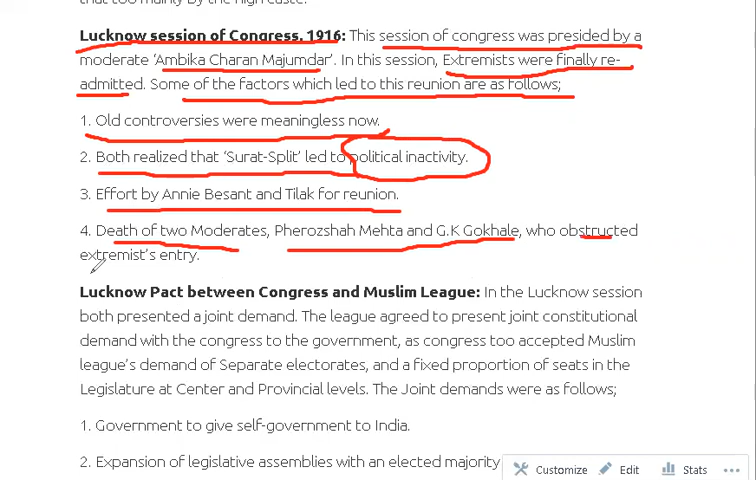 that too mainly by the high caste.
Lucknow session of Congress, 1916: This session of congress was presided by a
moderate ‘Ambika Charan Majumdar’. In this session, Extremists were finally re-
admitted. Some of the factors which led to this reunion are as follows;
1. Old controversies were meaningless now.
2. Both realized that ‘Surat-Split’ led to political inactivity.
3. Effort by Annie Besant and Tilak for reunion.
4. Death of two Moderates, Pherozshah Mehta and G.K Gokhale, who obstructed
extremist’s entry.
Lucknow Pact between Congress and Muslim League: In the Lucknow session
both presented a joint demand. The league agreed to present joint constitutional
demand with the congress to the government, as congress too accepted Muslim
league’s demand of Separate electorates, and a fixed proportion of seats in the
Legislature at Center and Provincial levels. The Joint demands were as follows;
1. Government to give self-government to India.
2. Expansion of legislative assemblies with an elected majority
Customize Edit Stats